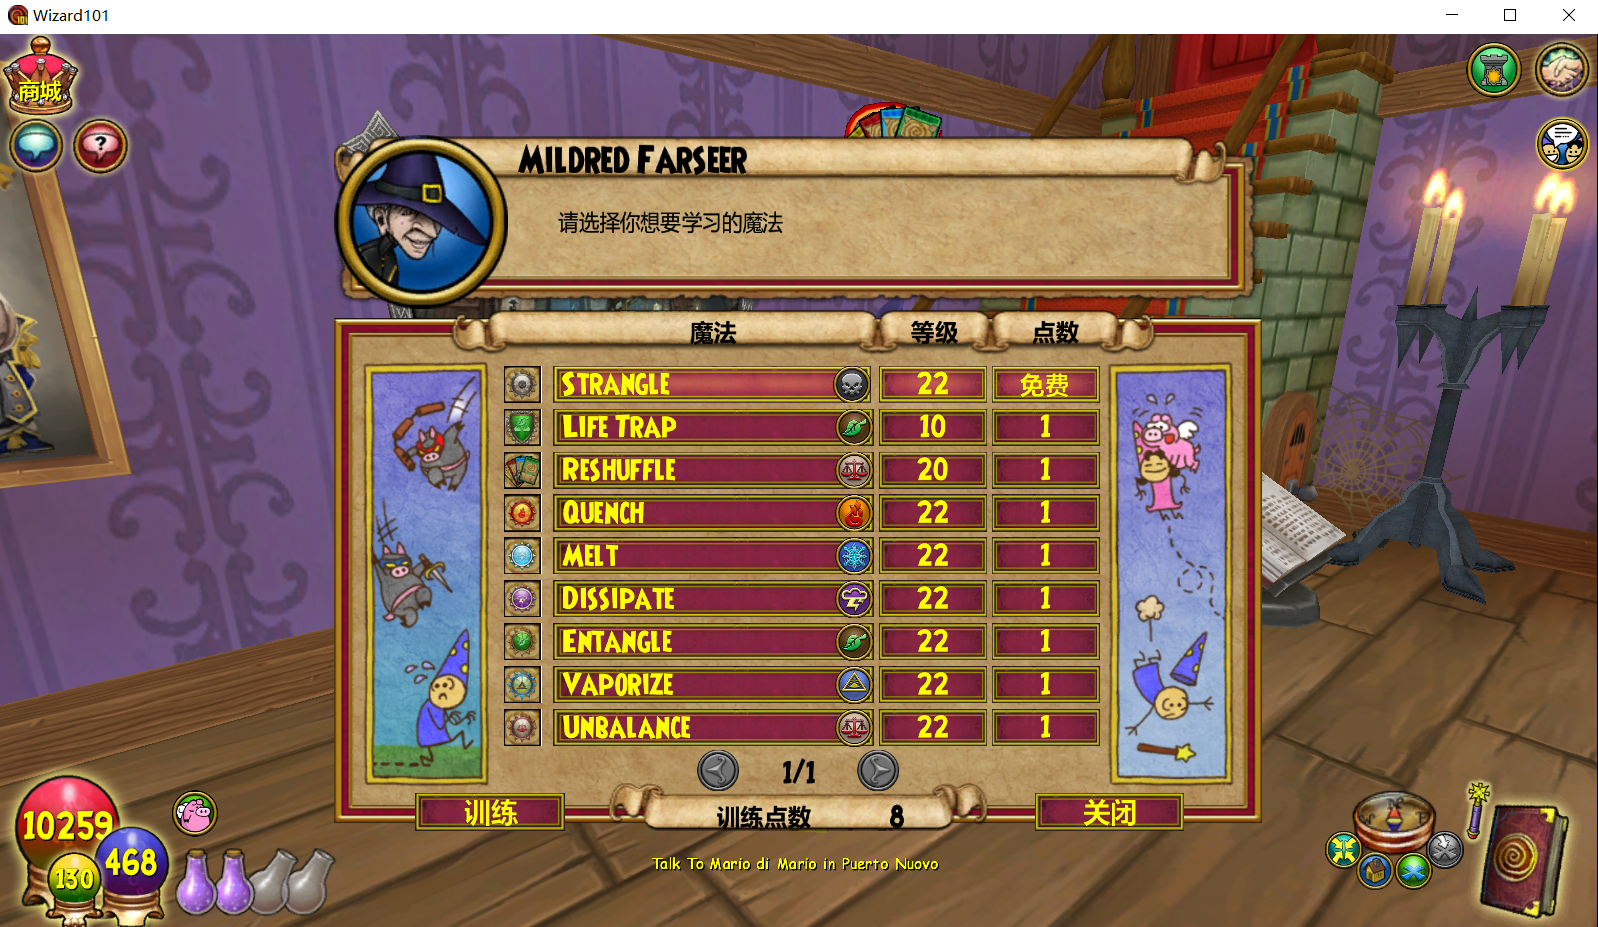 Wizard101
商城
?
MILDRED FARSEER
请选择你想要学习的魔法
魔法 等级 点数
STRANGLE 22 免费
LIFE TRAP 10 1
RESHUFFLE 20 1
QUENCH 22 1
MELT 22 1
DISSIPATE 22 1
ENTANGLE 22 1
VAPORIZE 22 1
UNBALANCE 22 1
1/1
训练 训练点数 8 关闭
10259
468
130
Talk To Mario di Mario in Puerto Nuovo